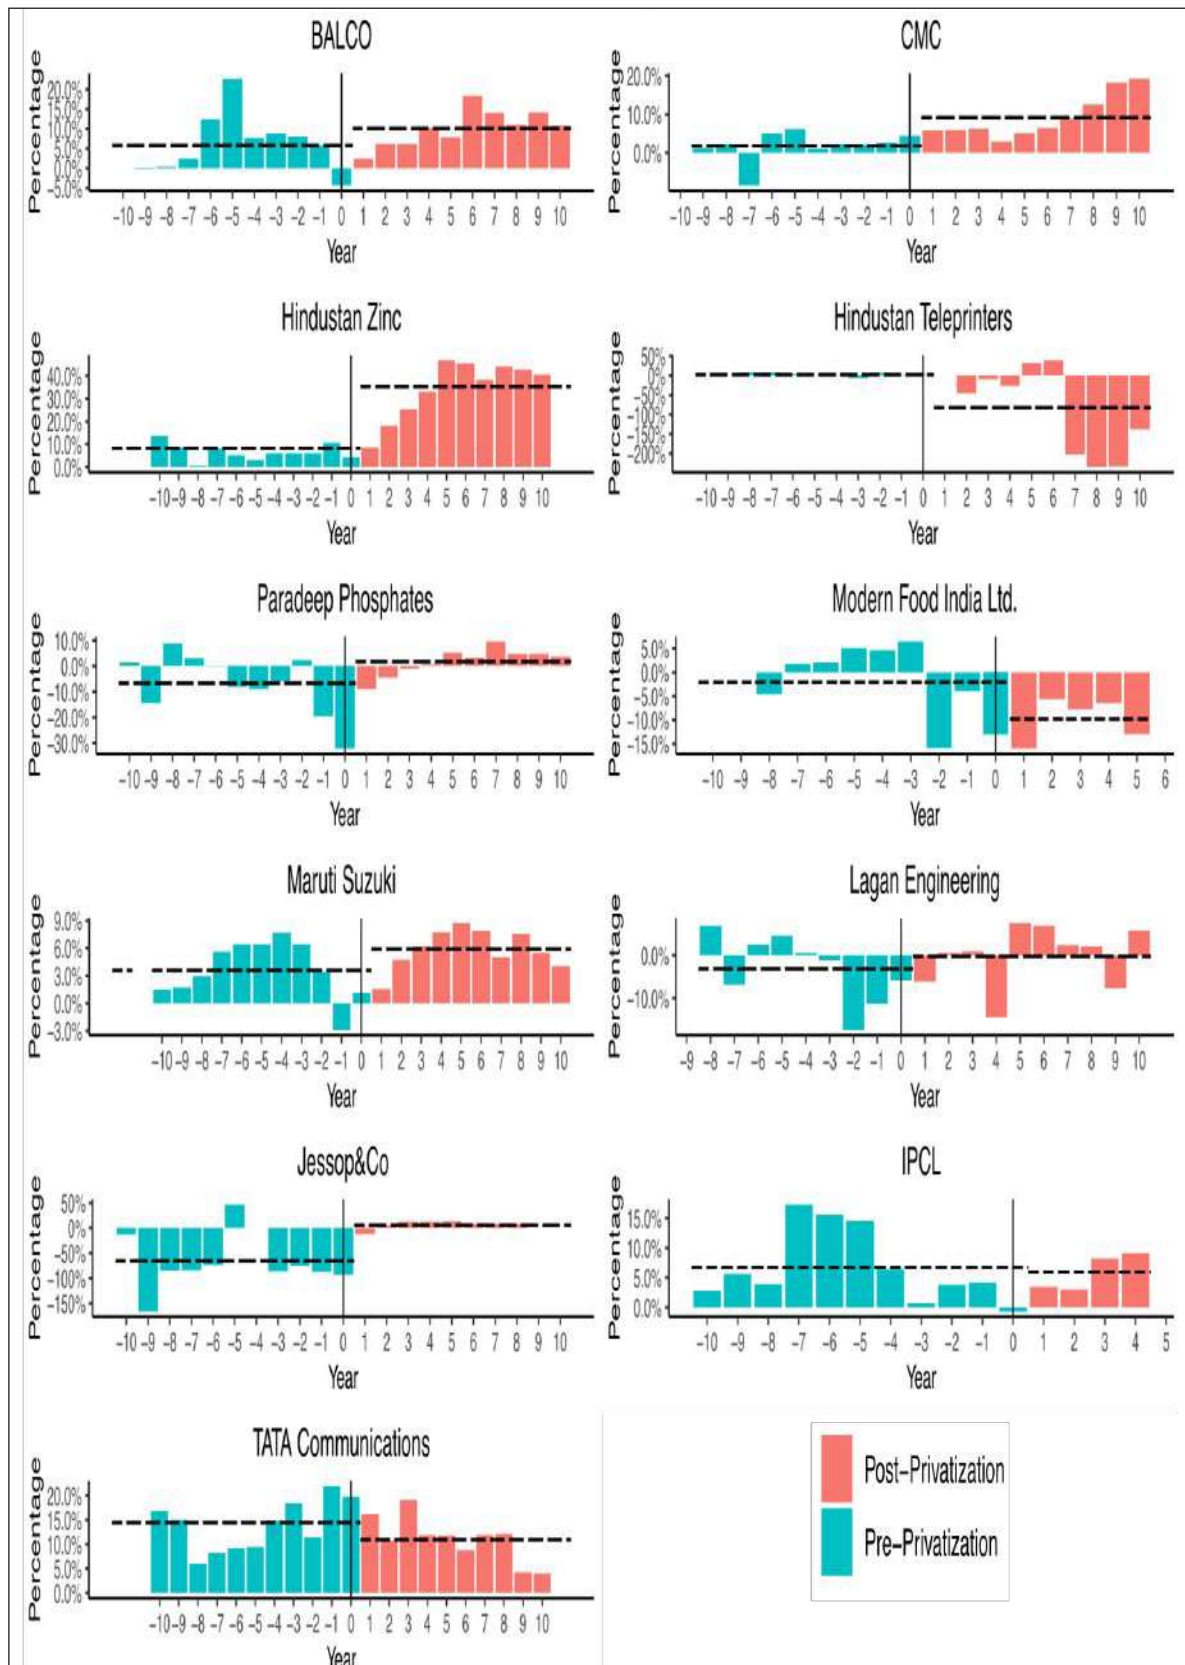 BALCO
Percentage
20.0%
15.0%
10.0%
5.0%
0.0%
-5.0%
-10 -9 -8 -7 -6 -5 -4 -3 -2 -1 0 1 2 3 4 5 6 7 8 9 10
Year
CMC
Percentage
20.0%
10.0%
0.0%
-10 -9 -8 -7 -6 -5 -4 -3 -2 -1 0 1 2 3 4 5 6 7 8 9 10
Year
Hindustan Zinc
Percentage
40.0%
30.0%
20.0%
10.0%
0.0%
-10 -9 -8 -7 -6 -5 -4 -3 -2 -1 0 1 2 3 4 5 6 7 8 9 10
Year
Hindustan Teleprinters
Percentage
50%
0%
-50%
-100%
-150%
-200%
-10 -9 -8 -7 -6 -5 -4 -3 -2 -1 0 1 2 3 4 5 6 7 8 9 10
Year
Paradeep Phosphates
Percentage
10.0%
0.0%
-10.0%
-20.0%
-30.0%
-10 -9 -8 -7 -6 -5 -4 -3 -2 -1 0 1 2 3 4 5 6 7 8 9 10
Year
Modern Food India Ltd.
Percentage
5.0%
0.0%
-5.0%
-10.0%
-15.0%
-10 -9 -8 -7 -6 -5 -4 -3 -2 -1 0 1 2 3 4 5 6
Year
Maruti Suzuki
Percentage
9.0%
6.0%
3.0%
0.0%
-3.0%
-10 -9 -8 -7 -6 -5 -4 -3 -2 -1 0 1 2 3 4 5 6 7 8 9 10
Year
Lagan Engineering
Percentage
0.0%
-10.0%
-9 -8 -7 -6 -5 -4 -3 -2 -1 0 1 2 3 4 5 6 7 8 9 10
Year
Jessop&Co
Percentage
50%
0%
-50%
-100%
-150%
-10 -9 -8 -7 -6 -5 -4 -3 -2 -1 0 1 2 3 4 5 6 7 8 9 10
Year
IPCL
Percentage
15.0%
10.0%
5.0%
0.0%
-10 -9 -8 -7 -6 -5 -4 -3 -2 -1 0 1 2 3 4 5
Year
TATA Communications
Percentage
20.0%
15.0%
10.0%
5.0%
0.0%
-10 -9 -8 -7 -6 -5 -4 -3 -2 -1 0 1 2 3 4 5 6 7 8 9 10
Year
Post-Privatization
Pre-Privatization